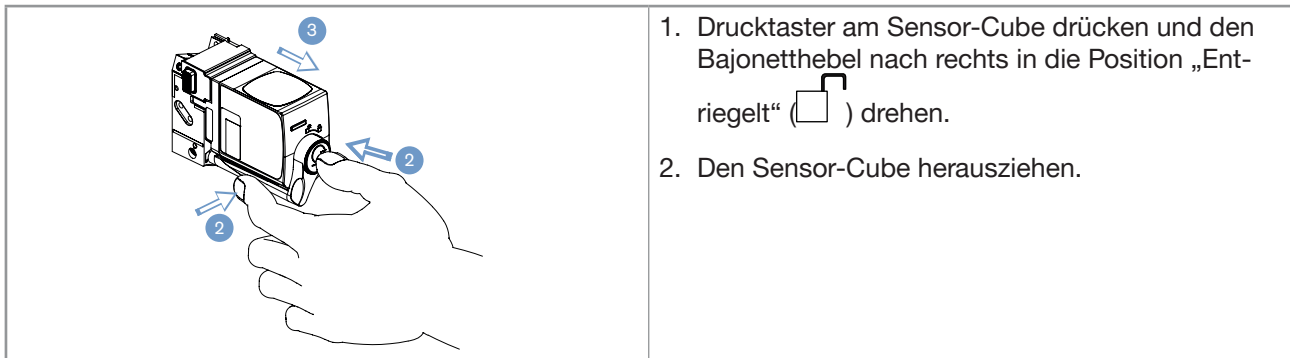 3
2
2
1. Drucktaster am Sensor-Cube drücken und den
Bajonetthebel nach rechts in die Position „Ent-
riegelt“ ( ) drehen.
2. Den Sensor-Cube herausziehen.